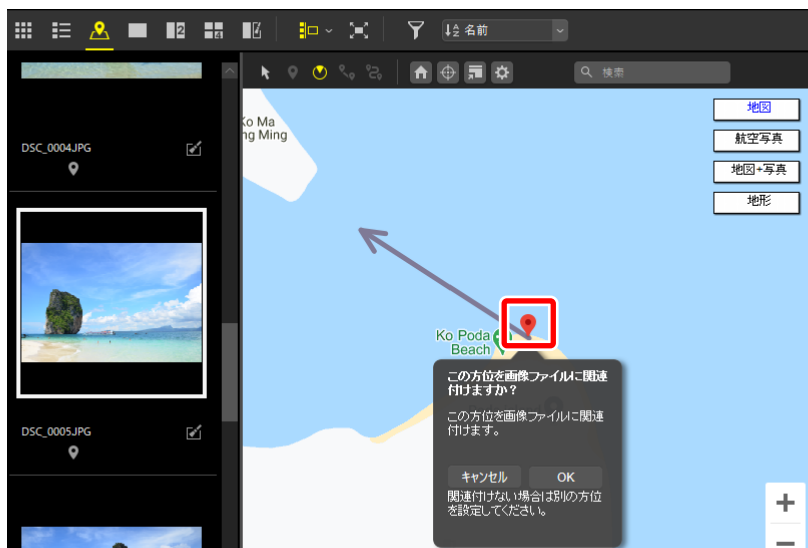 2
4
名前
検索
DSC_0004.JPG
DSC_0005.JPG
Ko Ma
ng Ming
地図
航空写真
地図+写真
地形
Ko Poda
Beach
この方位を画像ファイルに関連
付けますか？
この方位を画像ファイルに関連
付けます。
キャンセル OK
関連付けない場合は別の方位
を設定してください。